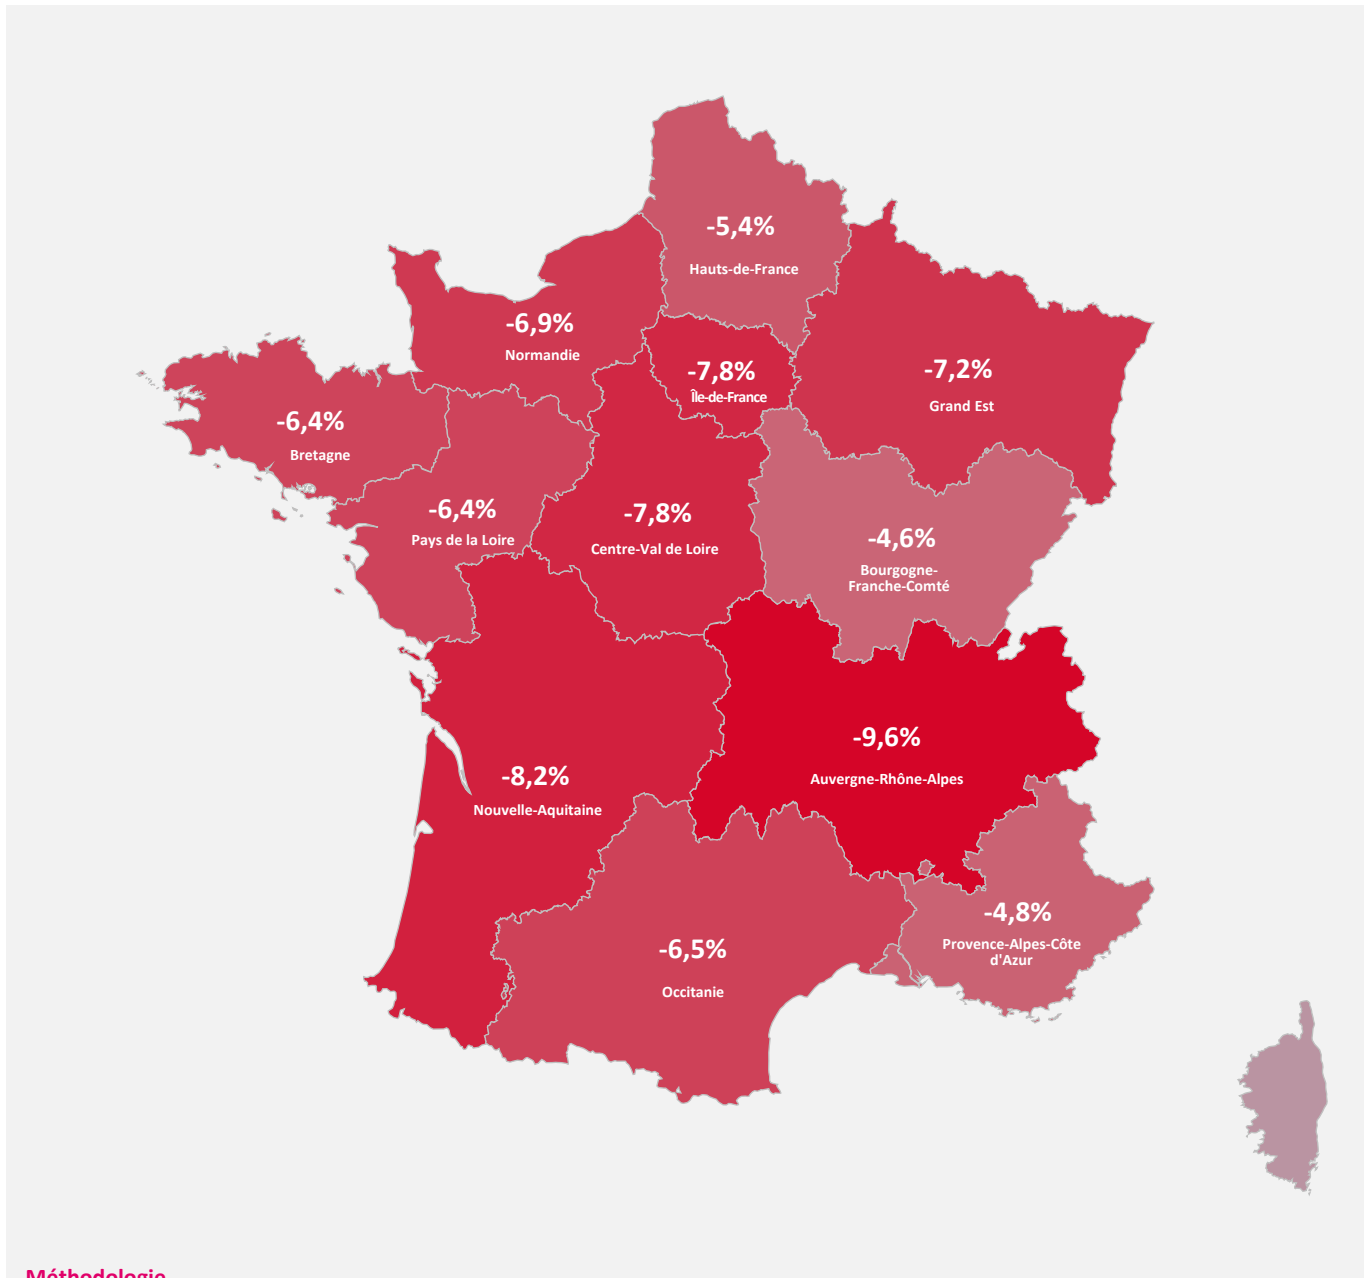 -5,4%
Hauts-de-France
-6,9%
Normandie
-7,8%
Île-de-France
-7,2%
Grand Est
-6,4%
Bretagne
-6,4%
Pays de la Loire
-7,8%
Centre-Val de Loire
-4,6%
Bourgogne-
Franche-Comté
-9,6%
Auvergne-Rhône-Alpes
-8,2%
Nouvelle-Aquitaine
-4,8%
Provence-Alpes-Côte
d'Azur
-6,5%
Occitanie
Méthodologie